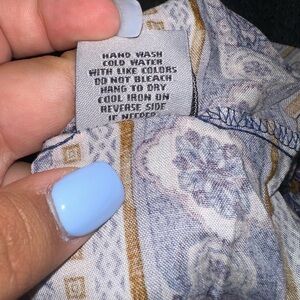 HAND WASH
COLD WATER
WITH LIKE COLORS
DO NOT BLEACH
HANG TO DRY
COOL IRON ON
REVERSE SIDE
IF NEEDED